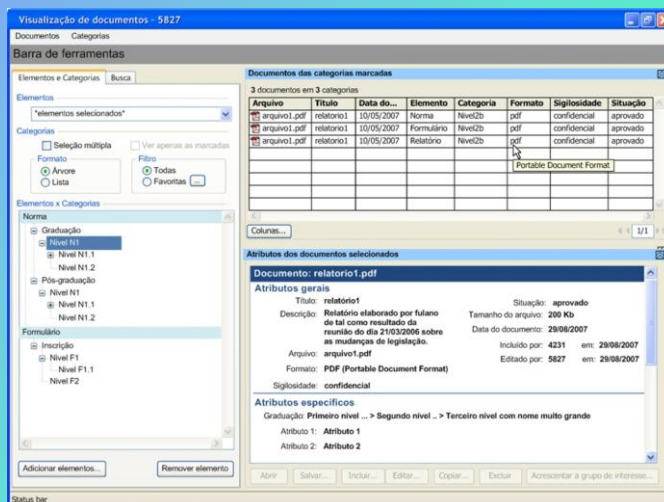 Visualização de documentos - 5827
Documentos Categorias
Barra de ferramentas
Elementos e Categorias Busca
Elementos
*elementos selecionados*
Categorias
Seleção múltipla Ver apenas as marcadas
Formato Filtro
Árvore Todas
Lista Favoritas ...
Elementos x Categorias
Norma
Graduação
Nivel N1
Nivel N1.1
Nivel N1.2
Pós-graduação
Nivel N1
Nivel N1.1
Nivel N1.2
Formulário
Inscrição
Nivel F1
Nivel F1.1
Nivel F2
Adicionar elementos... Remover elemento
Status bar
Documentos das categorias marcadas
3 documentos em 3 categorias
Arquivo Título Data do... Elemento Categoria Formato Sigilosidade Situação
arquivo1.pdf relatorio1 10/05/2007 Norma Nivel2b pdf confidencial aprovado
arquivo1.pdf relatorio1 10/05/2007 Formulário Nivel2b pdf confidencial aprovado
arquivo1.pdf relatorio1 10/05/2007 Relatório Nivel2b pdf confidencial aprovado
Portable Document Format
Colunas... 1/1
Atributos dos documentos selecionados
Documento: relatorio1.pdf
Atributos gerais
Título: relatório1 Situação: aprovado
Descrição: Relatório elaborado por fulano Tamanho do arquivo: 200 Kb
de tal como resultado da
reunião do dia 21/03/2006 sobre Data do documento: 29/08/2007
as mudanças de legislação. Incluído por: 4231 em: 29/08/2007
Arquivo: arquivo1.pdf Editado por: 5827 em: 29/08/2007
Formato: PDF (Portable Document Format)
Sigilosidade: confidencial
Atributos específicos
Graduação: Primeiro nível ... > Segundo nível .. > Terceiro nível com nome muito grande
Atributo 1: Atributo 1
Atributo 2: Atributo 2
Abrir Salvar... Incluir... Editar... Copiar... Excluir Acrescentar a grupo de interesse...